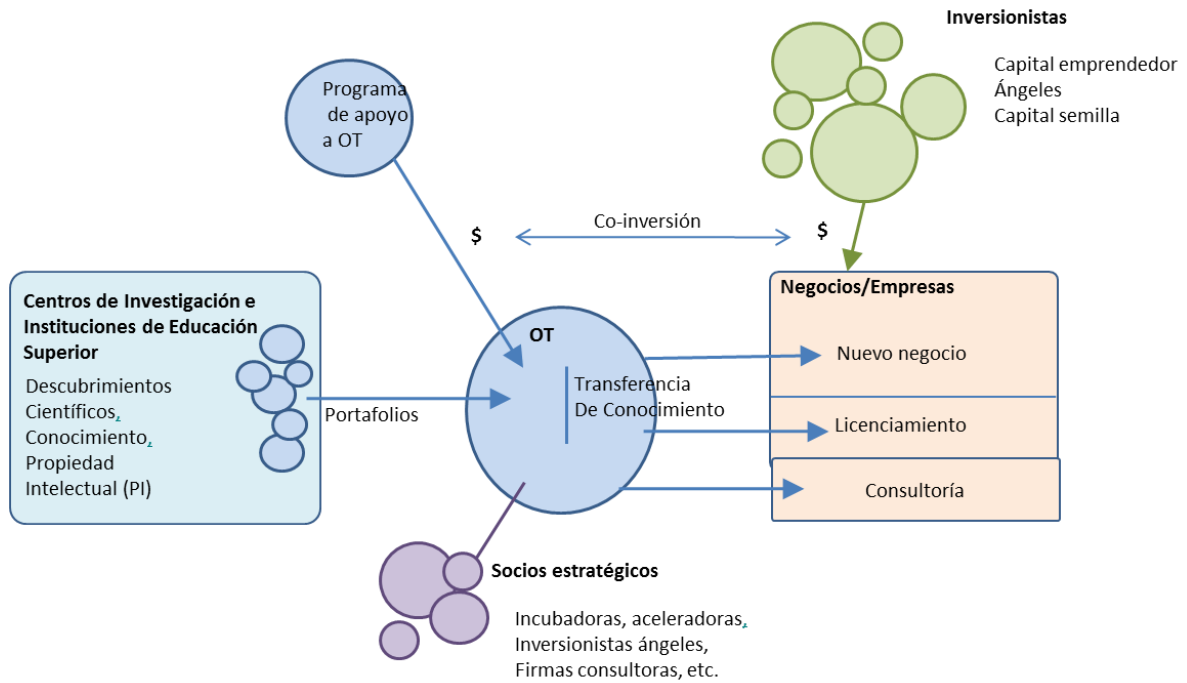 Inversionistas
Capital emprendedor
Ángeles
Capital semilla
Programa
de apoyo
a OT
$
Co-inversión
$
Centros de Investigación e
Instituciones de Educación
Superior
Descubrimientos
Científicos,
Conocimiento,
Propiedad
Intelectual (PI)
Portafolios
OT
Transferencia
De Conocimiento
Negocios/Empresas
Nuevo negocio
Licenciamiento
Consultoría
Socios estratégicos
Incubadoras, aceleradoras,
Inversionistas ángeles,
Firmas consultoras, etc.